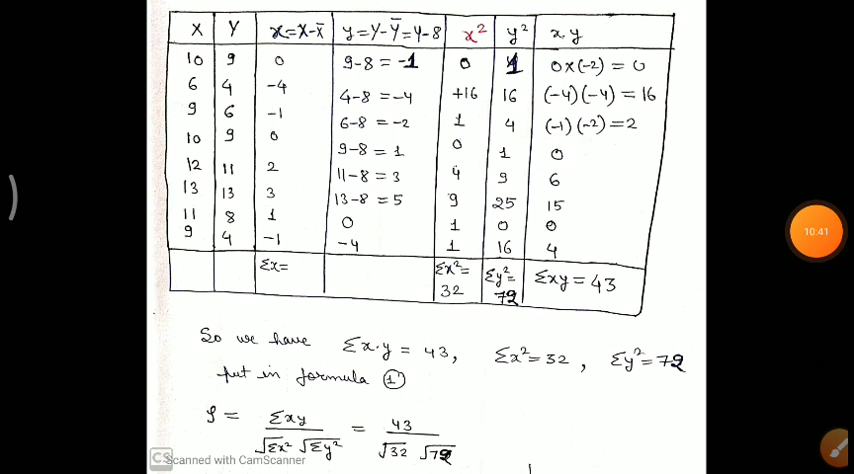 X Y x=X-X̄ y=Y-Ȳ=Y-8 x² y² x.y
10 9 0 9-8=-1 0 1 0x(-2)=0
6 4 -4 4-8=-4 +16 16 (-4)(-4)=16
9 6 -1 6-8=-2 1 4 (-1)(-2)=2
10 9 0 9-8=1 0 1 0
12 11 2 11-8=3 4 9 6
13 13 3 13-8=5 9 25 15
11 8 1 0 1 0 0
9 4 -1 -4 1 16 4
Σx= Σx²=32 Σy²=72 Σxy=43
So we have Σx.y=43, Σx²=32, Σy²=72
put in formula ①
ρ = Σxy / √Σx² √Σy² = 43 / √32 √72
CS Scanned with CamScanner
10:41